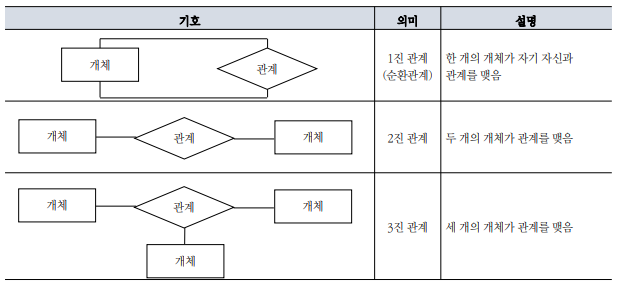 기호 의미 설명
개체 관계
1진 관계
(순환관계)
한 개의 개체가 자기 자신과
관계를 맺음
개체 관계 개체
2진 관계
두 개의 개체가 관계를 맺음
개체 관계 개체
개체
3진 관계
세 개의 개체가 관계를 맺음